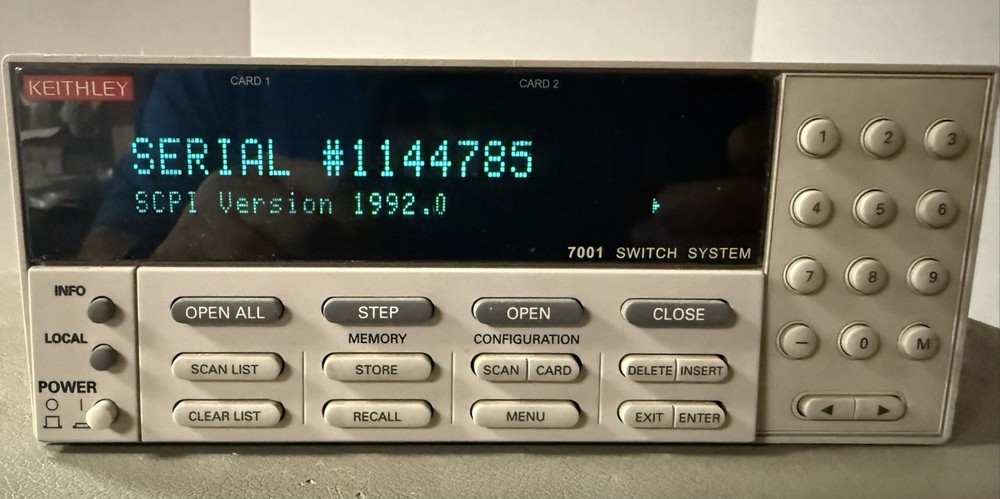 KEITHLEY
CARD 1 CARD 2
SERIAL #1144785
SCPI Version 1992.0
7001 SWITCH SYSTEM
1 2 3
4 5 6
7 8 9
– 0 M
INFO
LOCAL
POWER
OPEN ALL STEP OPEN CLOSE
MEMORY CONFIGURATION
SCAN LIST STORE SCAN CARD DELETE INSERT
CLEAR LIST RECALL MENU EXIT ENTER